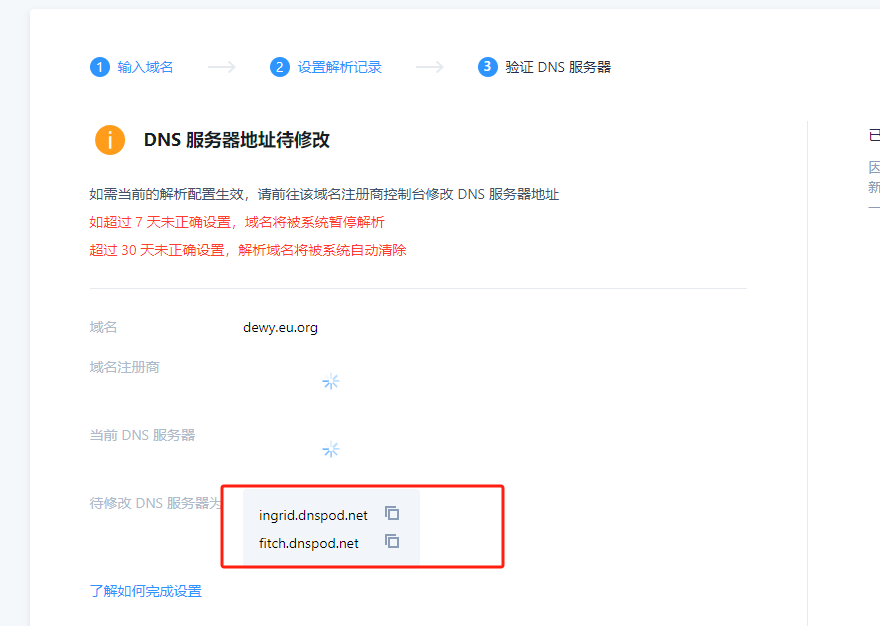 1 输入域名
2 设置解析记录
3 验证 DNS 服务器
DNS 服务器地址待修改
如需当前的解析配置生效，请前往该域名注册商控制台修改 DNS 服务器地址
如超过 7 天未正确设置，域名将被系统暂停解析
超过 30 天未正确设置，解析域名将被系统自动清除
域名
dewy.eu.org
域名注册商
当前 DNS 服务器
待修改 DNS 服务器为
ingrid.dnspod.net
fitch.dnspod.net
了解如何完成设置
因
新